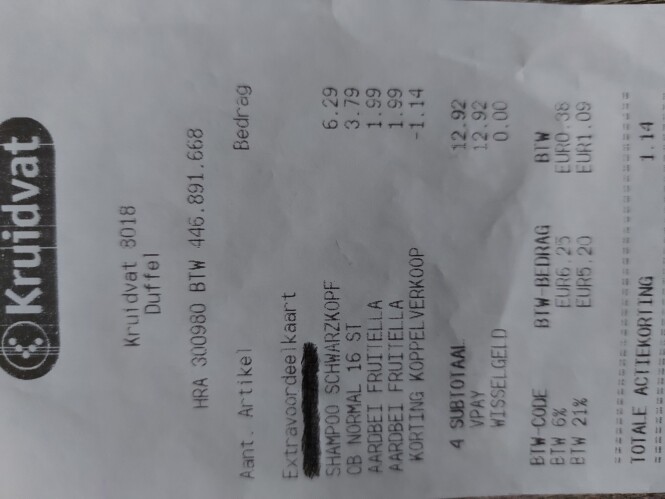 Kruidvat
Kruidvat 8018
Duffel
HRA 300980 BTW 446.891.668
Aant. Artikel Bedrag
Extravoordeelkaart
SHAMPOO SCHWARZKOPF 6.29
OB NORMAL 16 ST 3.79
AARDBEI FRUITELLA 1.99
AARDBEI FRUITELLA 1.99
KORTING KOPPELVERKOOP -1.14
4 SUBTOTAAL 12.92
VPAY 12.92
WISSELGELD 0.00
BTW-CODE BTW-BEDRAG BTW
BTW 6% EUR6.25 EUR0.38
BTW 21% EUR5.20 EUR1.09
TOTALE ACTIEKORTING 1.14